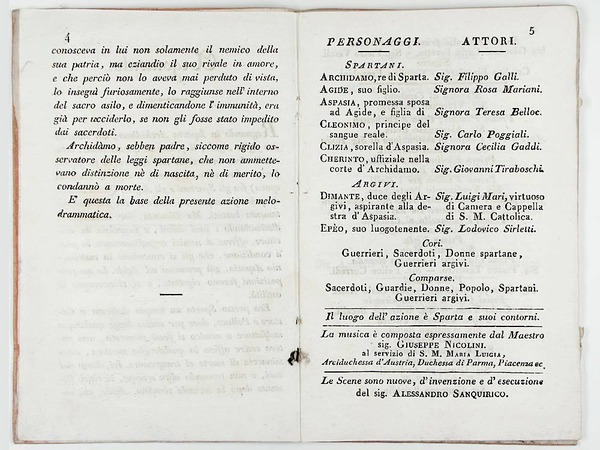 4
conosceva in lui non solamente il nemico della
sua patria, ma eziandio il suo rivale in amore,
e che perciò non lo aveva mai perduto di vista,
lo inseguì furiosamente, lo raggiunse nell'interno
del sacro asilo, e dimenticandone l'immunità, era
già per ucciderlo, se non gli fosse stato impedito
dai sacerdoti.
Archidàmo, sebben padre, siccome rigido os-
servatore delle leggi spartane, che non ammette-
vano distinzione nè di nascita, nè di merito, lo
condannò a morte.
E' questa la base della presente azione melo-
drammatica.
5
PERSONAGGI. ATTORI.
SPARTANI.
ARCHIDAMO, re di Sparta. Sig. Filippo Galli.
AGIDE, suo figlio. Signora Rosa Mariani.
ASPASIA, promessa sposa
ad Agide, e figlia di Signora Teresa Belloc.
CLEONIMO, principe del
sangue reale. Sig. Carlo Poggiali.
CLIZIA, sorella d'Aspasia. Signora Cecilia Gaddi.
CHERINTO, uffiziale nella
corte d'Archidamo. Sig. Giovanni Tiraboschi.
ARGIVI.
DIMANTE, duce degli Ar- Sig. Luigi Mari, virtuoso
givi, aspirante alla de- di Camera e Cappella
stra d'Aspasia. di S. M. Cattolica.
EPÈO, suo luogotenente. Sig. Lodovico Sirletti.
Cori.
Guerrieri, Sacerdoti, Donne spartane,
Guerrieri argivi.
Comparse.
Sacerdoti, Guardie, Donne, Popolo, Spartani.
Guerrieri argivi.
Il luogo dell'azione è Sparta e suoi contorni.
La musica è composta espressamente dal Maestro
sig. GIUSEPPE NICOLINI.
al servizio di S. M. MARIA LUIGIA,
Arciduchessa d'Austria, Duchessa di Parma, Piacenza ec.
Le Scene sono nuove, d'invenzione e d'esecuzione
del sig. ALESSANDRO SANQUIRICO.